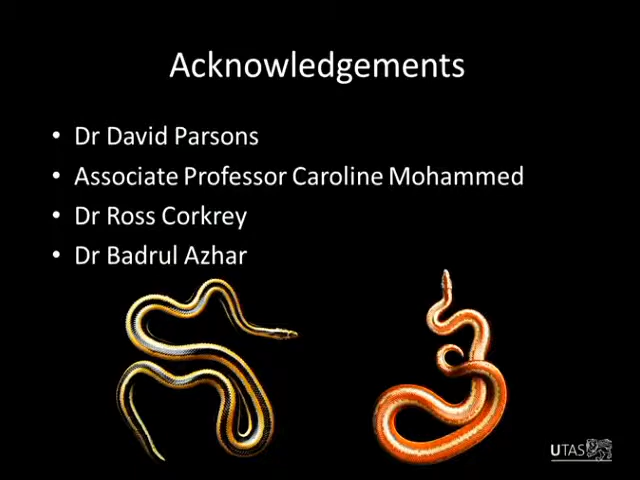 Acknowledgements
• Dr David Parsons
• Associate Professor Caroline Mohammed
• Dr Ross Corkrey
• Dr Badrul Azhar
UTAS